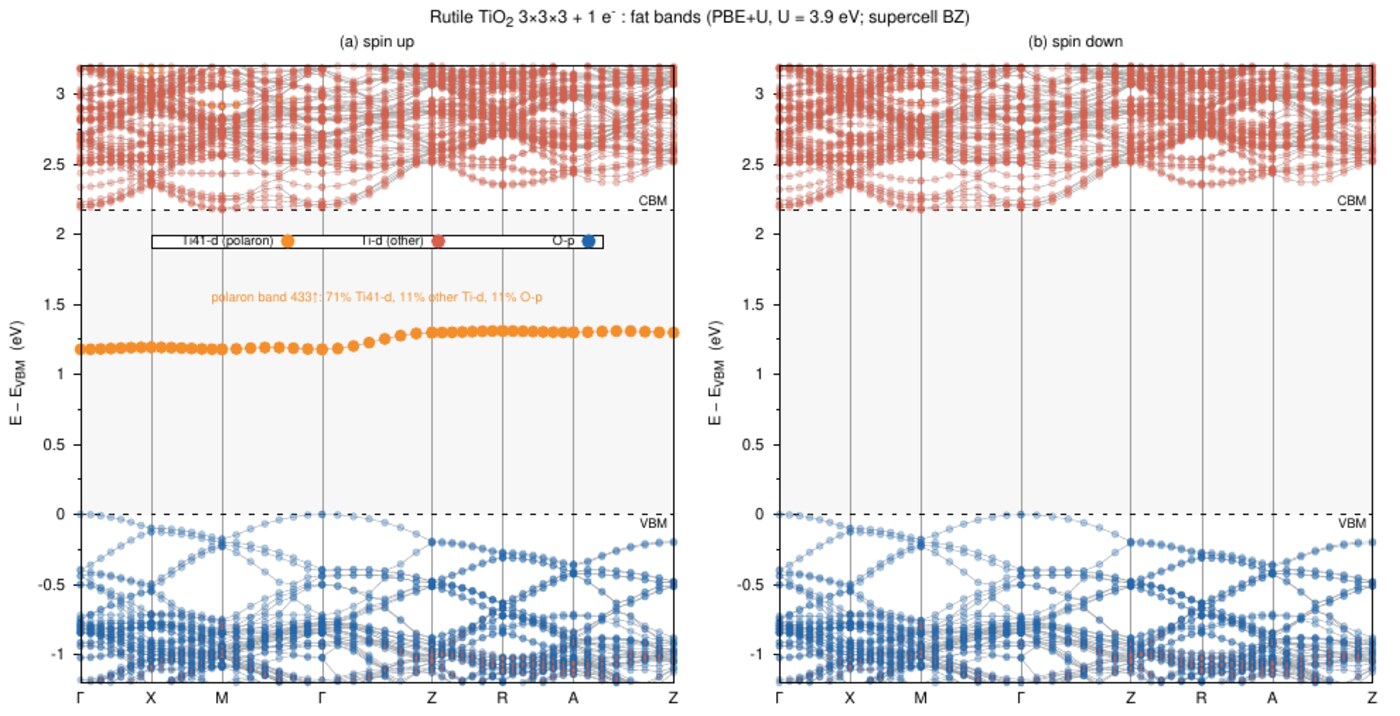 Rutile TiO₂ 3×3×3 + 1 e⁻ : fat bands (PBE+U, U = 3.9 eV; supercell BZ)
(a) spin up
(b) spin down
3
2.5
2
1.5
1
0.5
0
-0.5
-1
E − E_VBM (eV)
CBM
Ti41-d (polaron)
Ti-d (other)
O-p
polaron band 433↑: 71% Ti41-d, 11% other Ti-d, 11% O-p
VBM
Γ X M Γ Z R A Z
3
2.5
2
1.5
1
0.5
0
-0.5
-1
E − E_VBM (eV)
CBM
VBM
Γ X M Γ Z R A Z